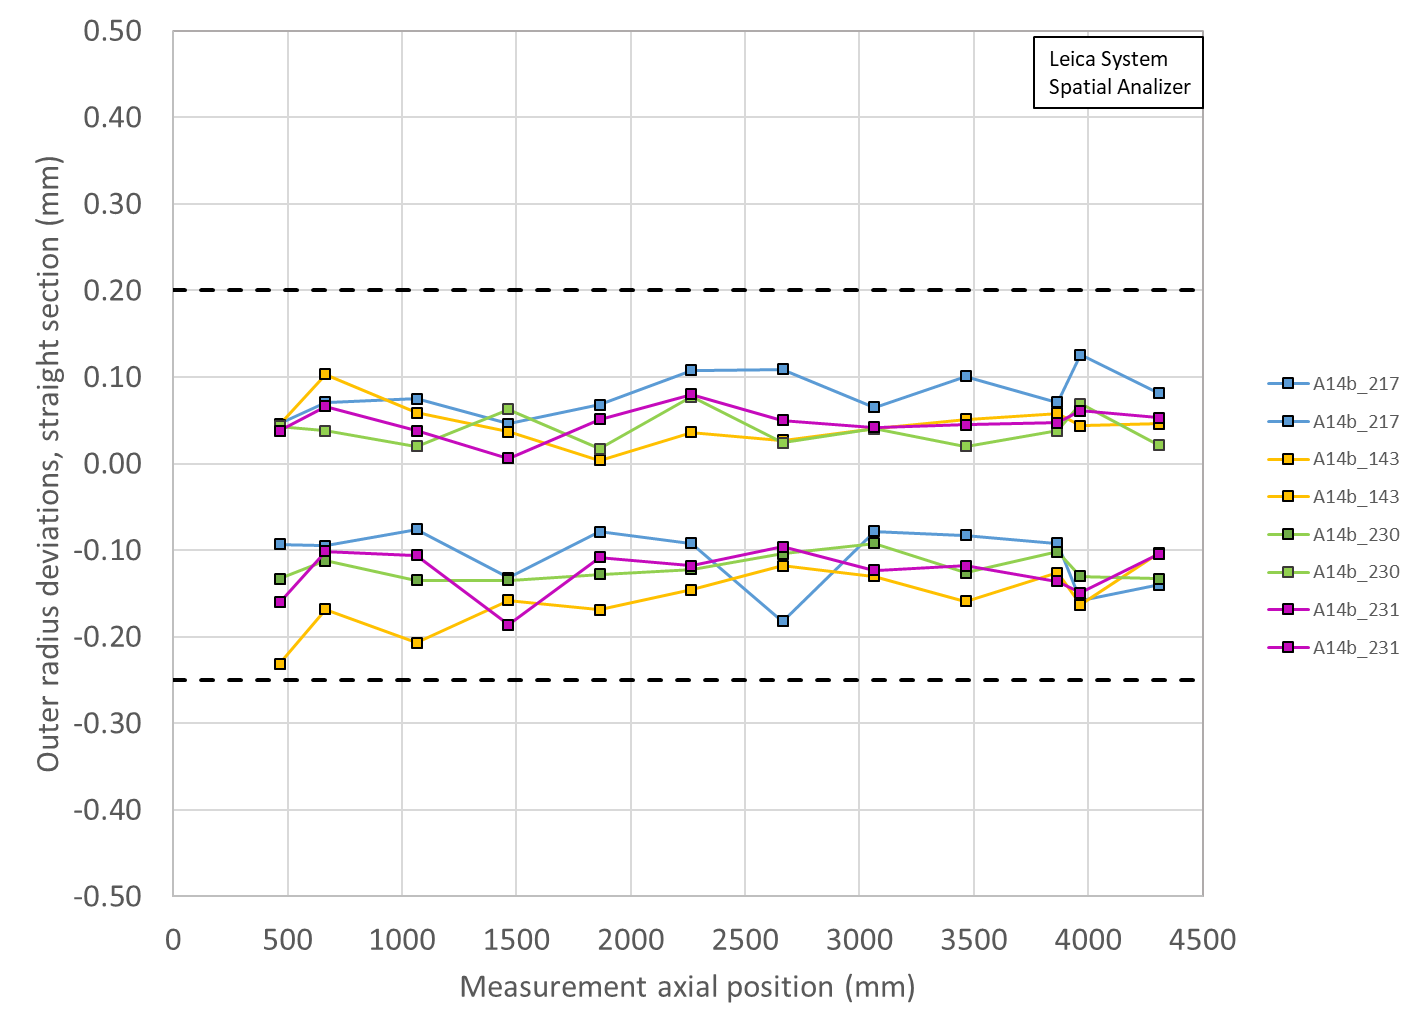 Leica System
Spatial Analizer
Outer radius deviations, straight section (mm)
0.50
0.40
0.30
0.20
0.10
0.00
-0.10
-0.20
-0.30
-0.40
-0.50
0 500 1000 1500 2000 2500 3000 3500 4000 4500
Measurement axial position (mm)
A14b_217
A14b_217
A14b_143
A14b_143
A14b_230
A14b_230
A14b_231
A14b_231